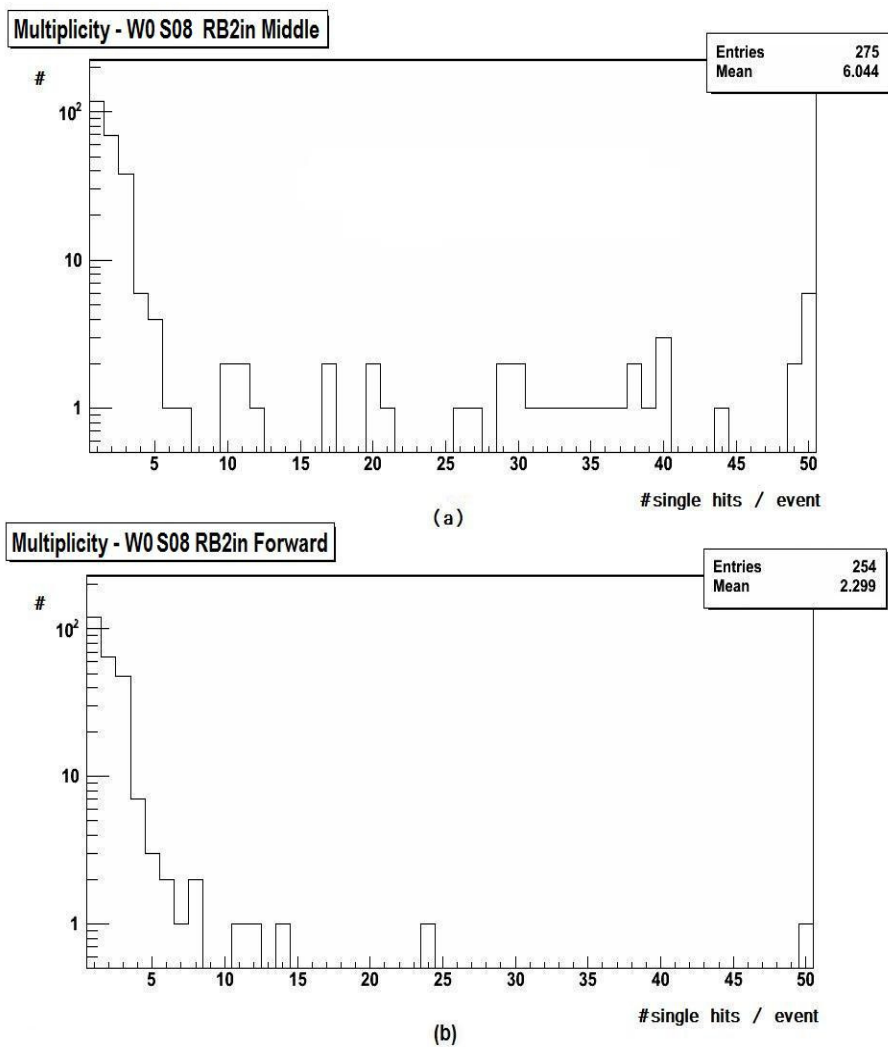 Multiplicity - W0 S08 RB2in Middle
Entries 275
Mean 6.044
#
10²
10
1
5 10 15 20 25 30 35 40 45 50
#single hits / event
(a)
Multiplicity - W0 S08 RB2in Forward
Entries 254
Mean 2.299
#
10²
10
1
5 10 15 20 25 30 35 40 45 50
#single hits / event
(b)